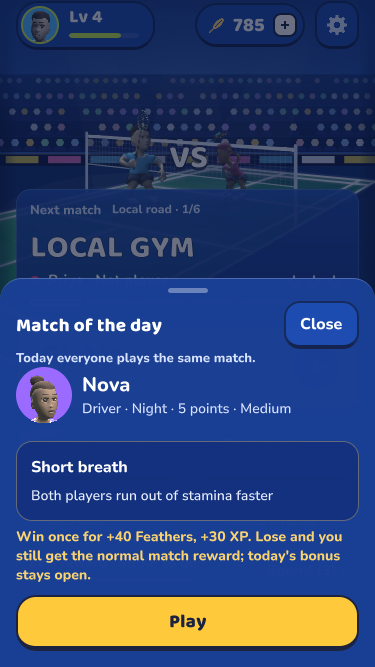 Lv 4
785
+
VS
Next match Local road · 1/6
LOCAL GYM
Match of the day
Close
Today everyone plays the same match.
Nova
Driver · Night · 5 points · Medium
Short breath
Both players run out of stamina faster
Win once for +40 Feathers, +30 XP. Lose and you
still get the normal match reward; today's bonus
stays open.
Play